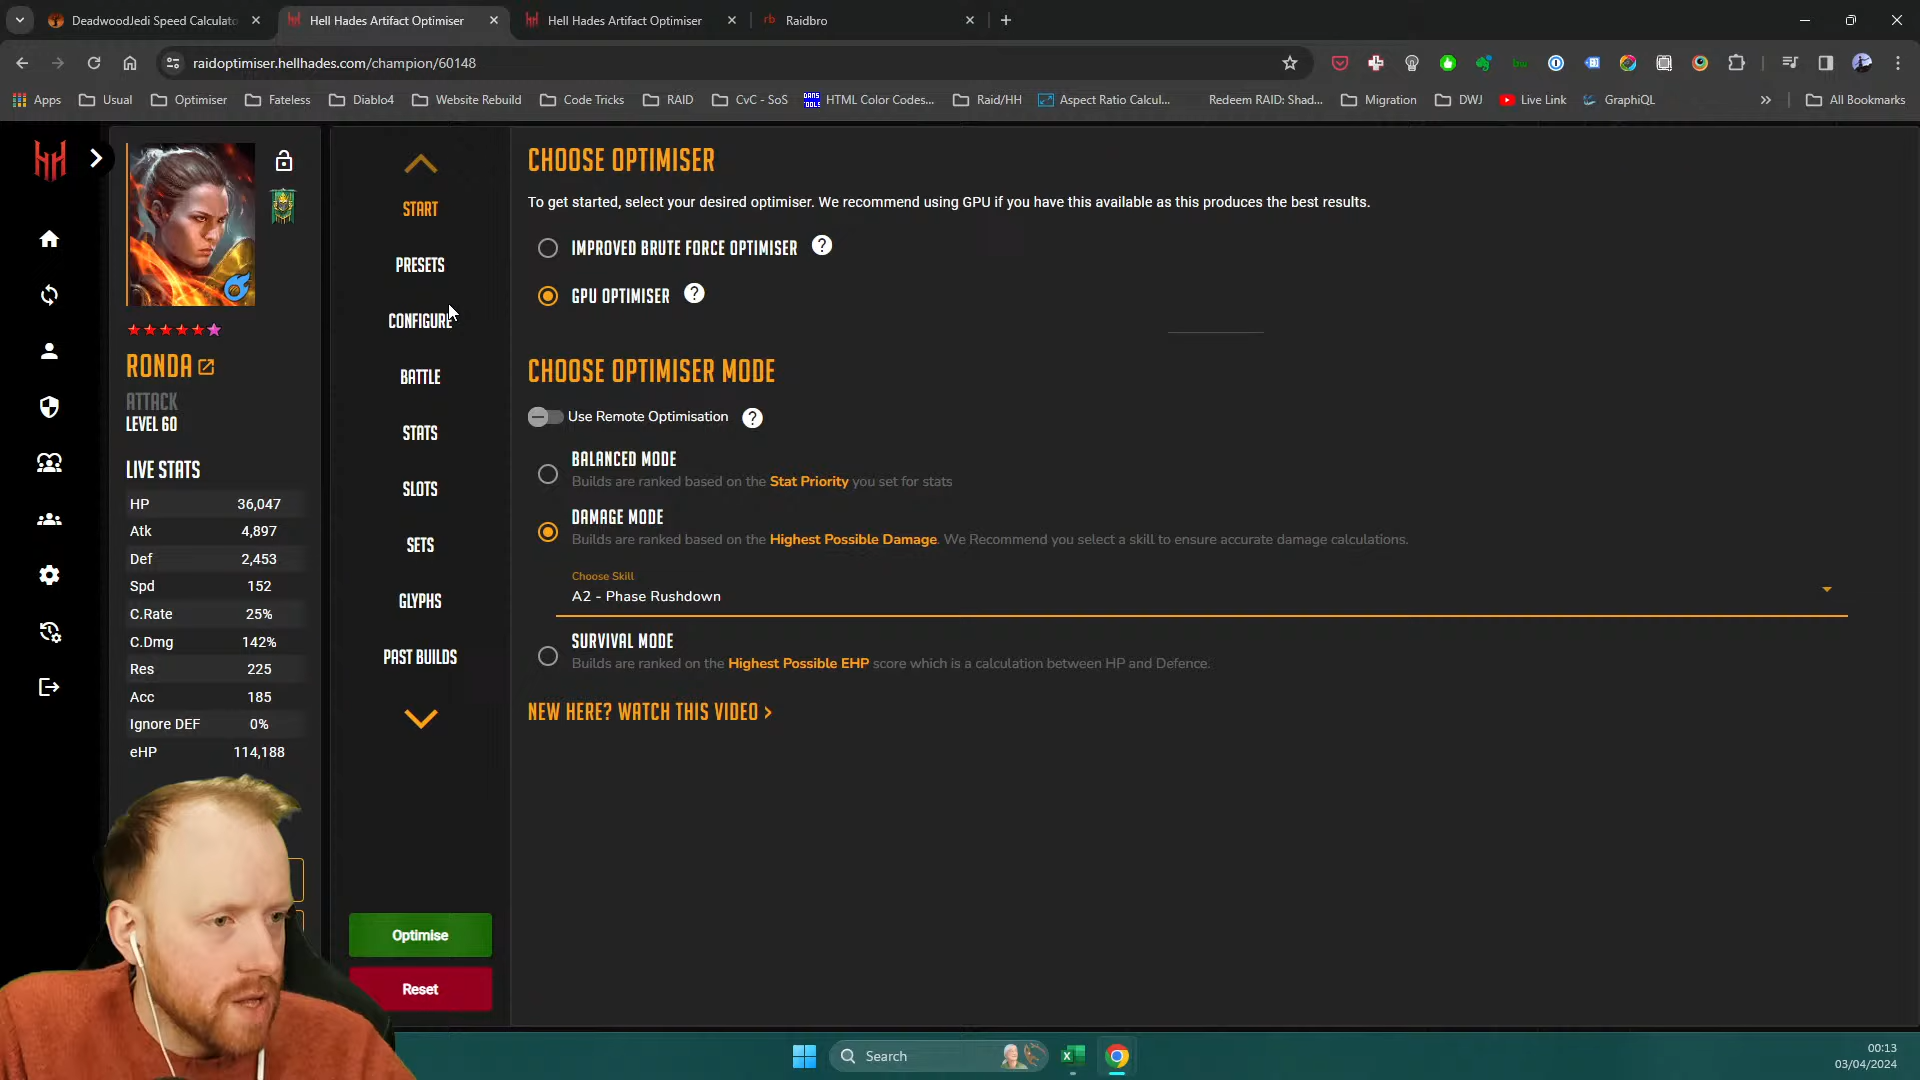 DeadwoodJedi Speed Calculato
Hell Hades Artifact Optimiser
Hell Hades Artifact Optimiser
rb Raidbro
raidoptimiser.hellhades.com/champion/60148
Apps
Usual
Optimiser
Fateless
Diablo4
Website Rebuild
Code Tricks
RAID
CvC - SoS
HTML Color Codes...
Raid/HH
Aspect Ratio Calcul...
Redeem RAID: Shad...
Migration
DWJ
Live Link
GraphiQL
All Bookmarks
RONDA
ATTACK
LEVEL 60
LIVE STATS
HP 36,047
Atk 4,897
Def 2,453
Spd 152
C.Rate 25%
C.Dmg 142%
Res 225
Acc 185
Ignore DEF 0%
eHP 114,188
START
PRESETS
CONFIGURE
BATTLE
STATS
SLOTS
SETS
GLYPHS
PAST BUILDS
Optimise
Reset
CHOOSE OPTIMISER
To get started, select your desired optimiser. We recommend using GPU if you have this available as this produces the best results.
IMPROVED BRUTE FORCE OPTIMISER ?
GPU OPTIMISER ?
CHOOSE OPTIMISER MODE
Use Remote Optimisation ?
BALANCED MODE
Builds are ranked based on the Stat Priority you set for stats
DAMAGE MODE
Builds are ranked based on the Highest Possible Damage. We Recommend you select a skill to ensure accurate damage calculations.
Choose Skill
A2 - Phase Rushdown
SURVIVAL MODE
Builds are ranked on the Highest Possible EHP score which is a calculation between HP and Defence.
NEW HERE? WATCH THIS VIDEO >
Search
00:13
03/04/2024